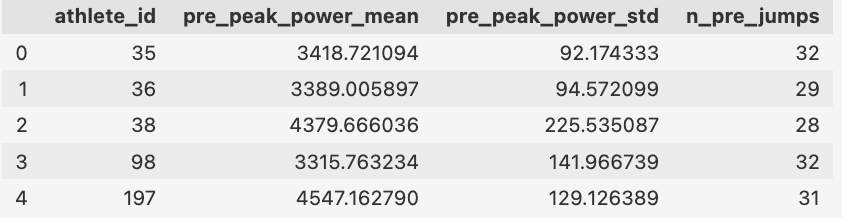 athlete_id pre_peak_power_mean pre_peak_power_std n_pre_jumps
0 35 3418.721094 92.174333 32
1 36 3389.005897 94.572099 29
2 38 4379.666036 225.535087 28
3 98 3315.763234 141.966739 32
4 197 4547.162790 129.126389 31